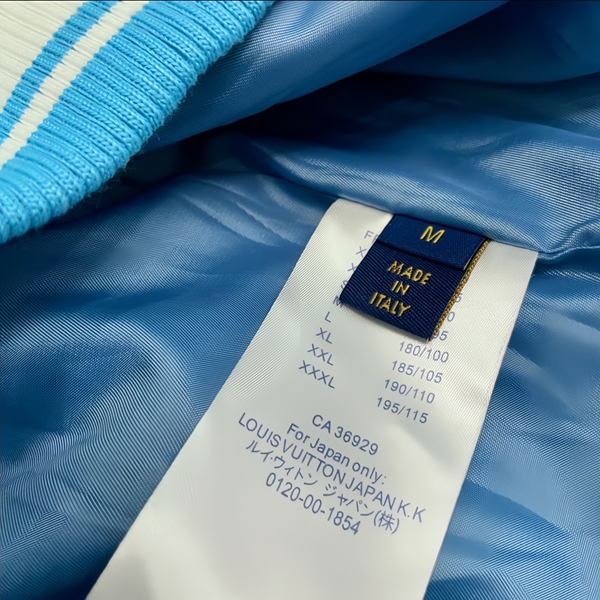 M
MADE
IN
ITALY
L
XL 180/100
XXL 185/105
XXXL 190/110
195/115
CA 36929
For Japan only:
LOUIS VUITTON JAPAN K.K
ルイ・ヴィトン ジャパン(株)
0120-00-1854